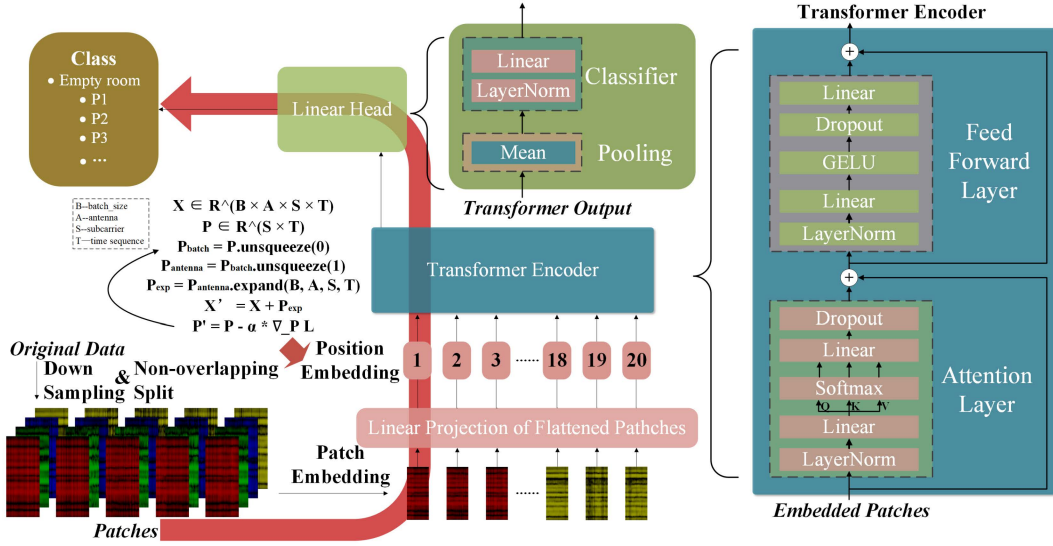 Class
• Empty room
• P1
• P2
• P3
• ...
Linear Head
Linear
LayerNorm
Classifier
Mean
Pooling
Transformer Output
B--batch_size
A--antenna
S--subcarrier
T—time sequence
X ∈ R^(B × A × S × T)
P ∈ R^(S × T)
Pbatch = P.unsqueeze(0)
Pantenna = Pbatch.unsqueeze(1)
Pexp = Pantenna.expand(B, A, S, T)
X' = X + Pexp
P' = P - α * ∇_P L
Transformer Encoder
Original Data
Down Sampling
&
Non-overlapping Split
Position Embedding
1 2 3 ...... 18 19 20
Linear Projection of Flattened Pathches
Patch Embedding
......
Patches
Transformer Encoder
+
Linear
Dropout
GELU
Linear
LayerNorm
Feed
Forward
Layer
+
Dropout
Linear
Softmax
Q K V
Linear
LayerNorm
Attention
Layer
Embedded Patches